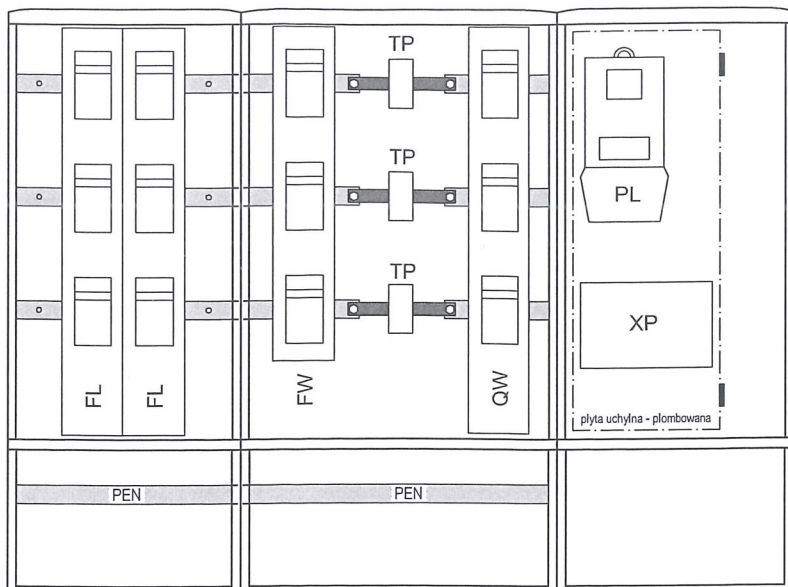 TP
TP
TP
PL
XP
FL
FL
FW
QW
płyta uchylna - plombowana
PEN
PEN